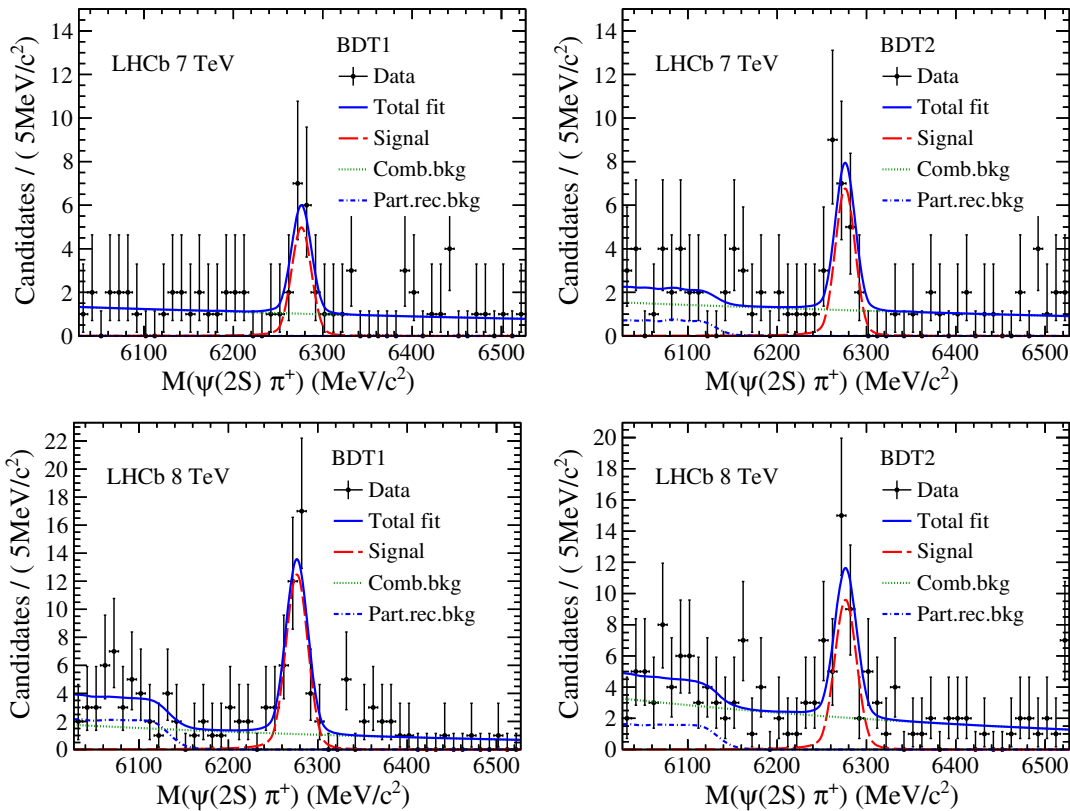 Candidates / ( 5MeV/c²)
14
12
10
8
6
4
2
0
LHCb 7 TeV
BDT1
Data
Total fit
Signal
Comb.bkg
Part.rec.bkg
6100 6200 6300 6400 6500
M(ψ(2S) π⁺) (MeV/c²)
Candidates / ( 5MeV/c²)
14
12
10
8
6
4
2
0
LHCb 7 TeV
BDT2
Data
Total fit
Signal
Comb.bkg
Part.rec.bkg
6100 6200 6300 6400 6500
M(ψ(2S) π⁺) (MeV/c²)
Candidates / ( 5MeV/c²)
22
20
18
16
14
12
10
8
6
4
2
0
LHCb 8 TeV
BDT1
Data
Total fit
Signal
Comb.bkg
Part.rec.bkg
6100 6200 6300 6400 6500
M(ψ(2S) π⁺) (MeV/c²)
Candidates / ( 5MeV/c²)
20
18
16
14
12
10
8
6
4
2
0
LHCb 8 TeV
BDT2
Data
Total fit
Signal
Comb.bkg
Part.rec.bkg
6100 6200 6300 6400 6500
M(ψ(2S) π⁺) (MeV/c²)